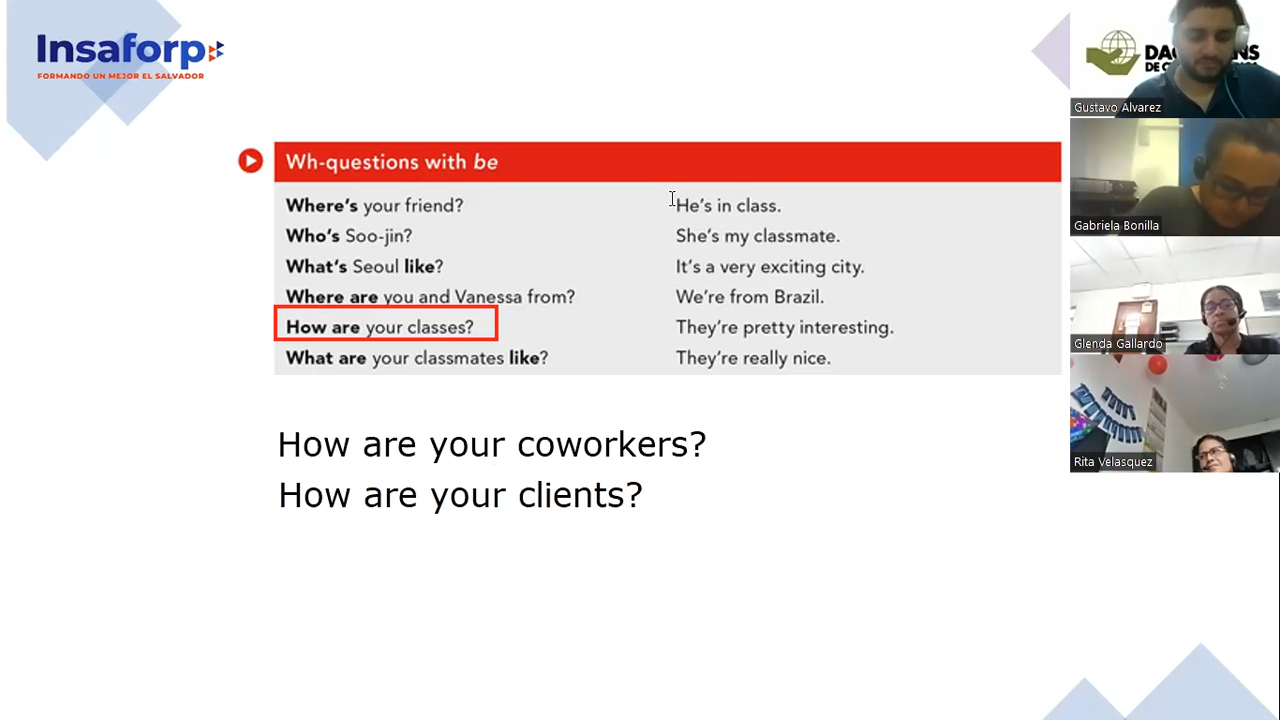 Insaforp
FORMANDO UN MEJOR EL SALVADOR
Wh-questions with be
Where's your friend? He's in class.
Who's Soo-jin? She's my classmate.
What's Seoul like? It's a very exciting city.
Where are you and Vanessa from? We're from Brazil.
How are your classes? They're pretty interesting.
What are your classmates like? They're really nice.
How are your coworkers?
How are your clients?
Gustavo Alvarez
Gabriela Bonilla
Glenda Gallardo
Rita Velasquez